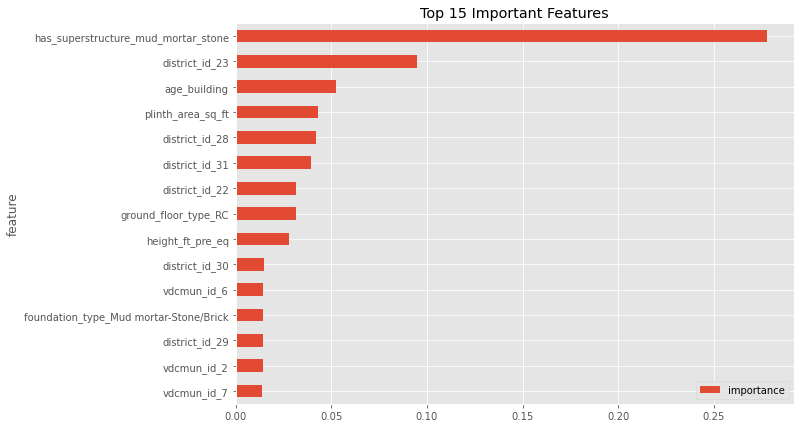 Top 15 Important Features
feature
has_superstructure_mud_mortar_stone
district_id_23
age_building
plinth_area_sq_ft
district_id_28
district_id_31
district_id_22
ground_floor_type_RC
height_ft_pre_eq
district_id_30
vdcmun_id_6
foundation_type_Mud mortar-Stone/Brick
district_id_29
vdcmun_id_2
vdcmun_id_7
importance
0.00 0.05 0.10 0.15 0.20 0.25